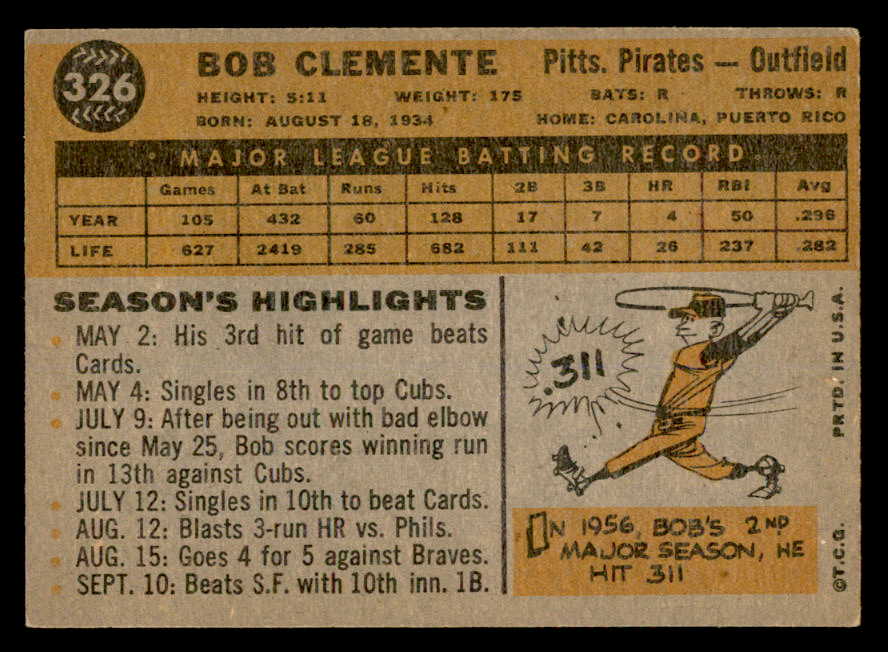 326
BOB CLEMENTE Pitts. Pirates — Outfield
HEIGHT: 5:11 WEIGHT: 175 BATS: R THROWS: R
BORN: AUGUST 18, 1934 HOME: CAROLINA, PUERTO RICO
• MAJOR LEAGUE BATTING RECORD
Games At Bat Runs Hits 2B 3B HR RBI Avg
YEAR 105 432 60 128 17 7 4 50 .296
LIFE 627 2419 285 682 111 42 26 237 .282
SEASON'S HIGHLIGHTS
• MAY 2: His 3rd hit of game beats
Cards.
• MAY 4: Singles in 8th to top Cubs.
• JULY 9: After being out with bad elbow
since May 25, Bob scores winning run
in 13th against Cubs.
• JULY 12: Singles in 10th to beat Cards.
• AUG. 12: Blasts 3-run HR vs. Phils.
• AUG. 15: Goes 4 for 5 against Braves.
• SEPT. 10: Beats S.F. with 10th inn. 1B.
.311
IN 1956, BOB'S 2ND
MAJOR SEASON, HE
HIT .311
©T.C.G. PRTD. IN U.S.A.